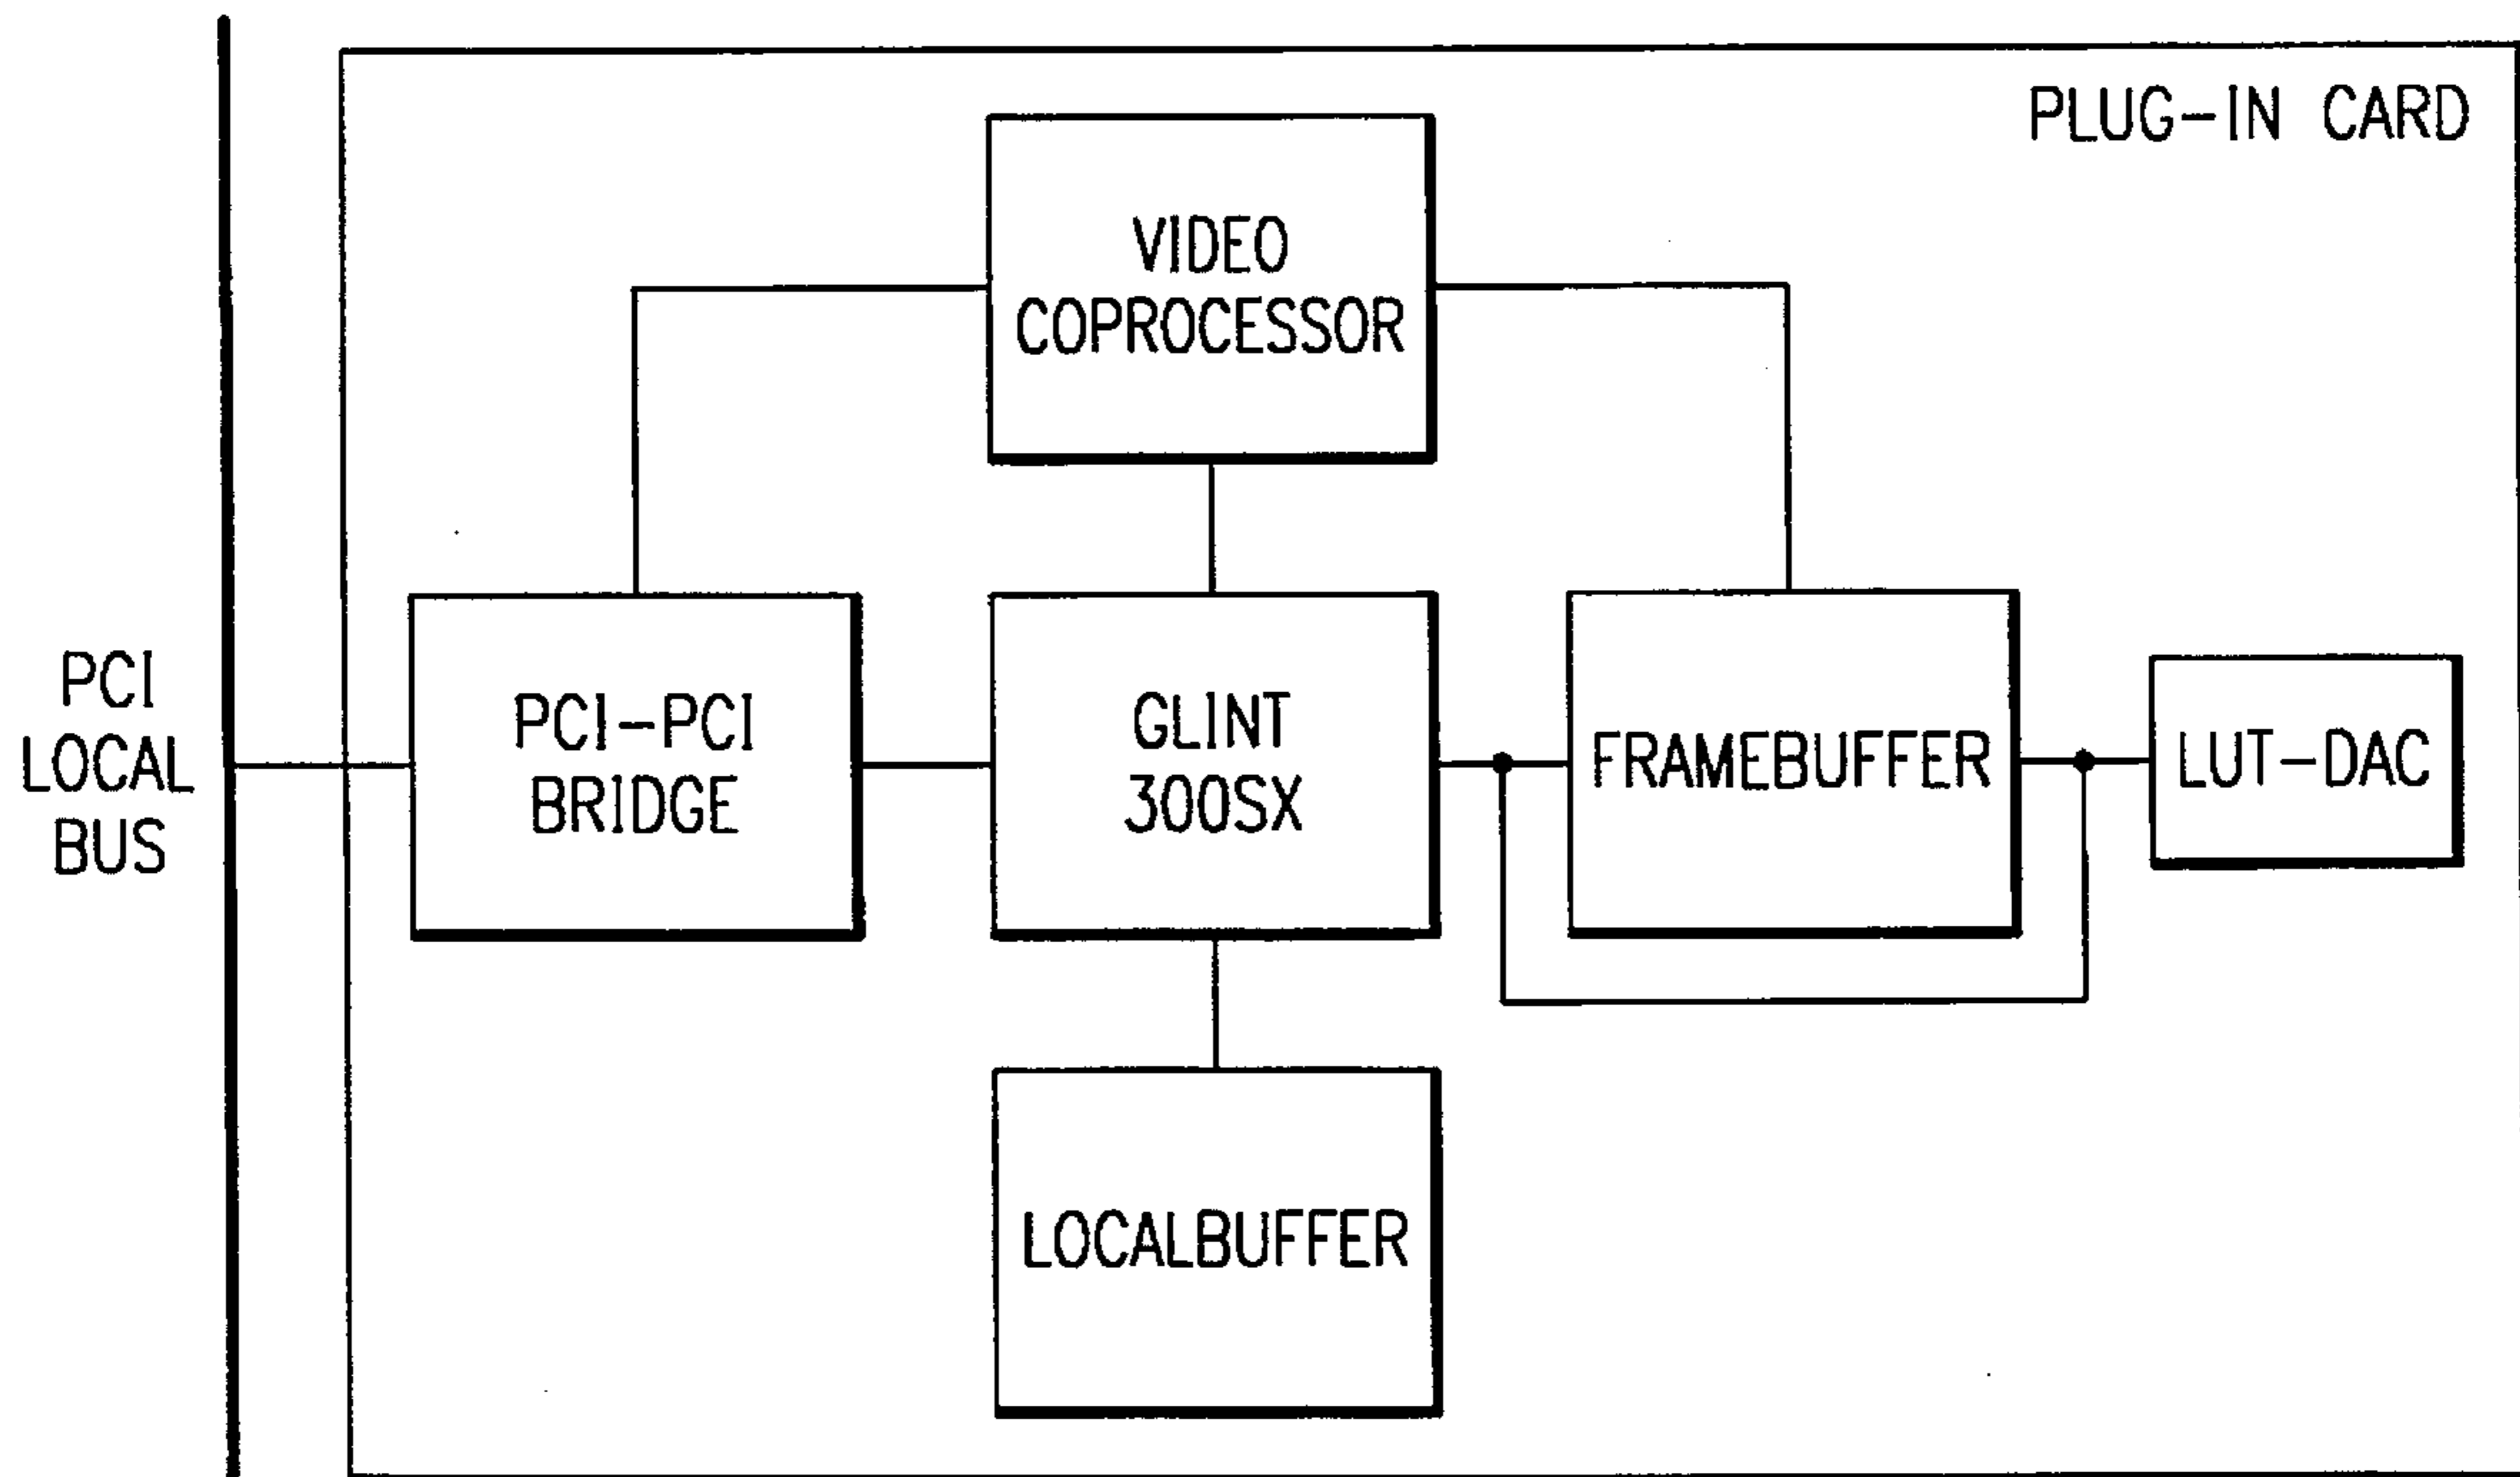 PLUG-IN CARD
VIDEO
COPROCESSOR
PCI
LOCAL
BUS
PCI-PCI
BRIDGE
GLINT
300SX
FRAMEBUFFER
LUT-DAC
LOCALBUFFER